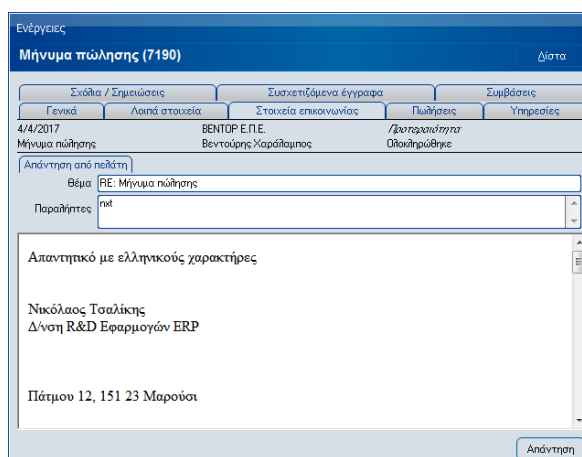 Ενέργειες
Μήνυμα πώλησης (7190)
Λίστα
Σχόλια / Σημειώσεις Συσχετιζόμενα έγγραφα Συμβάσεις
Γενικά Λοιπά στοιχεία Στοιχεία επικοινωνίας Πωλήσεις Υπηρεσίες
4/4/2017 ΒΕΝΤΟΡ Ε.Π.Ε. Προτεραιότητα
Μήνυμα πώλησης Βεντούρης Χαράλαμπος Ολοκληρώθηκε
Απάντηση από πελάτη
Θέμα RE: Μήνυμα πώλησης
Παραλήπτες nxt
Απαντητικό με ελληνικούς χαρακτήρες
Νικόλαος Τσαλίκης
Δ/νση R&D Εφαρμογών ERP
Πάτμου 12, 151 23 Μαρούσι
Απάντηση